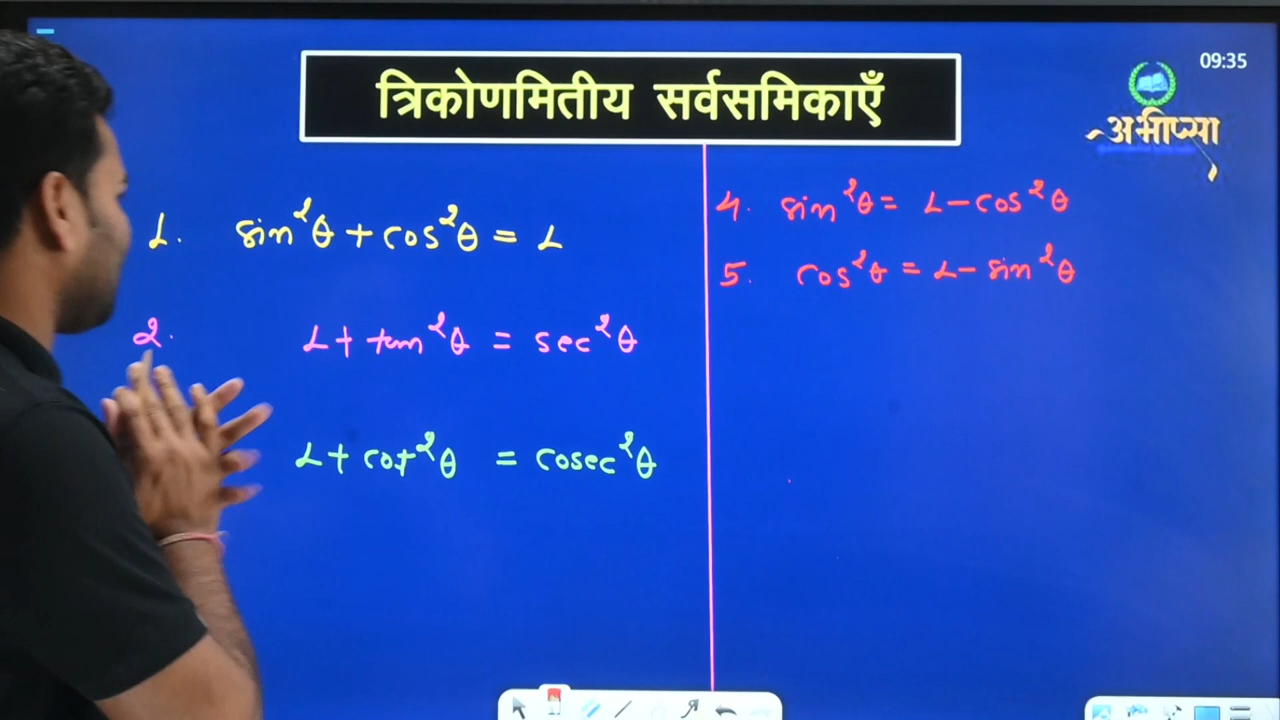 त्रिकोणमितीय सर्वसमिकाएँ
09:35
अभीप्सा
1. sin²θ + cos²θ = 1
2. 1 + tan²θ = sec²θ
1 + cot²θ = cosec²θ
4. sin²θ = 1 - cos²θ
5. cos²θ = 1 - sin²θ